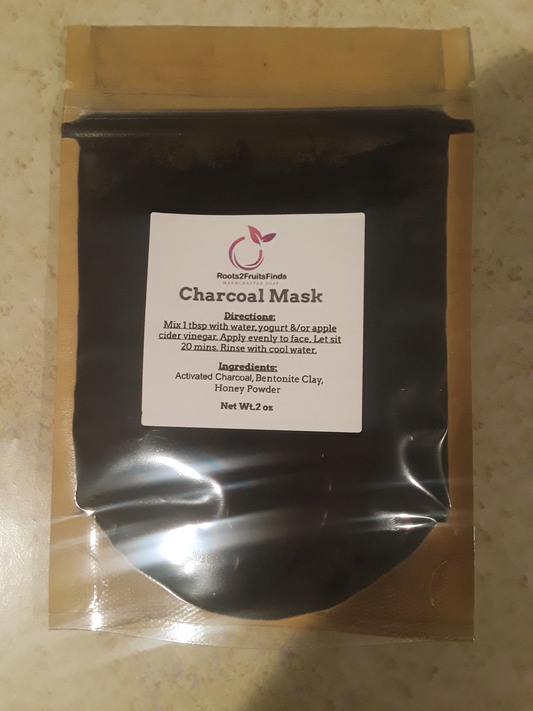 Roots2FruitsFinds
HANDCRAFTED SOAP
Charcoal Mask
Directions:
Mix 1 tbsp with water, yogurt &/or apple
cider vinegar. Apply evenly to face. Let sit
20 mins. Rinse with cool water.
Ingredients:
Activated Charcoal, Bentonite Clay,
Honey Powder
Net Wt.2 oz